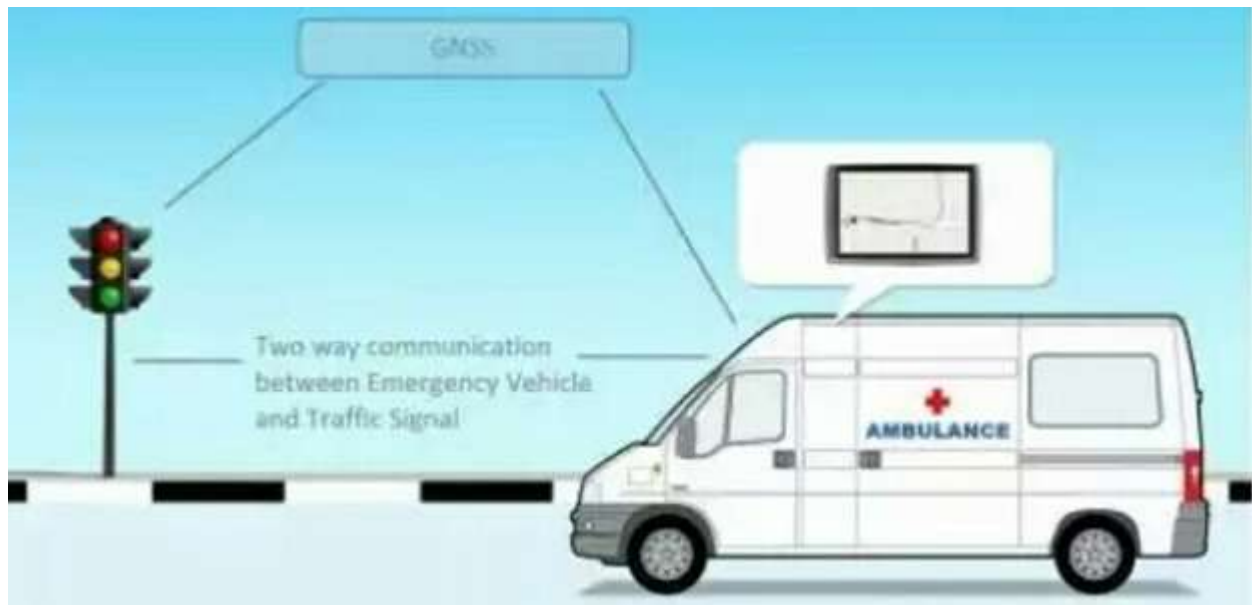 GNSS
Two way communication
between Emergency Vehicle
and Traffic Signal
AMBULANCE